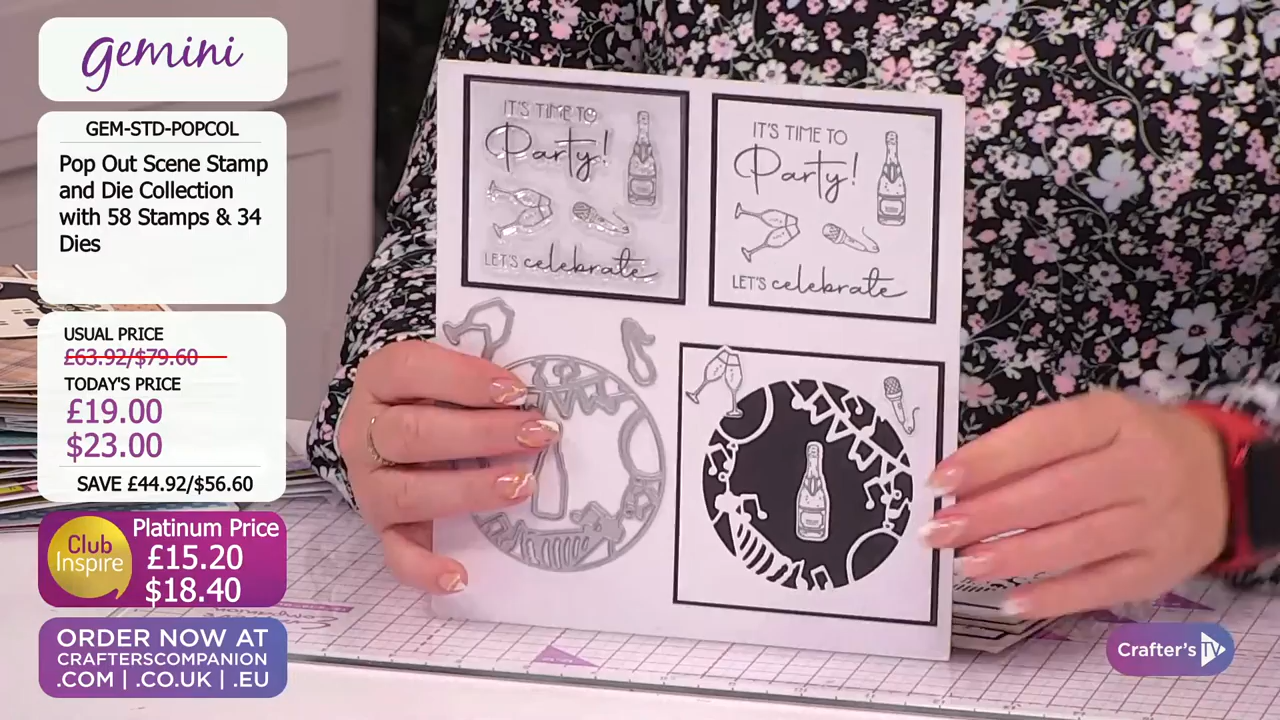 gemini
GEM-STD-POPCOL
Pop Out Scene Stamp
and Die Collection
with 58 Stamps & 34
Dies
USUAL PRICE
£63.92/$79.60
TODAY'S PRICE
£19.00
$23.00
SAVE £44.92/$56.60
Club
Inspire
Platinum Price
£15.20
$18.40
ORDER NOW AT
CRAFTERSCOMPANION
.COM | .CO.UK | .EU
IT'S TIME TO
Party!
LET'S celebrate
IT'S TIME TO
Party!
LET'S celebrate
Crafter's TV